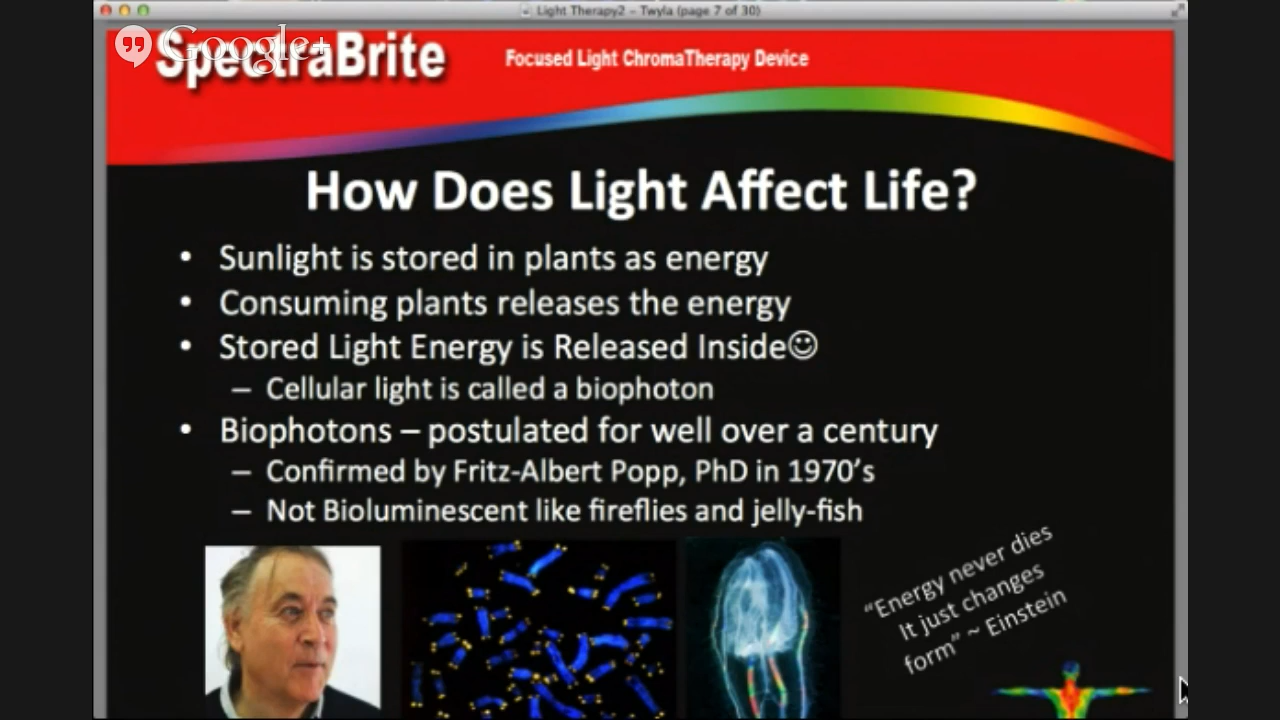 Light Therapy2 – Twyla (page 7 of 30)
Google+
SpectraBrite
Focused Light ChromaTherapy Device
How Does Light Affect Life?
• Sunlight is stored in plants as energy
• Consuming plants releases the energy
• Stored Light Energy is Released Inside☺
– Cellular light is called a biophoton
• Biophotons – postulated for well over a century
– Confirmed by Fritz-Albert Popp, PhD in 1970’s
– Not Bioluminescent like fireflies and jelly-fish
“Energy never dies
It just changes
form” ~ Einstein